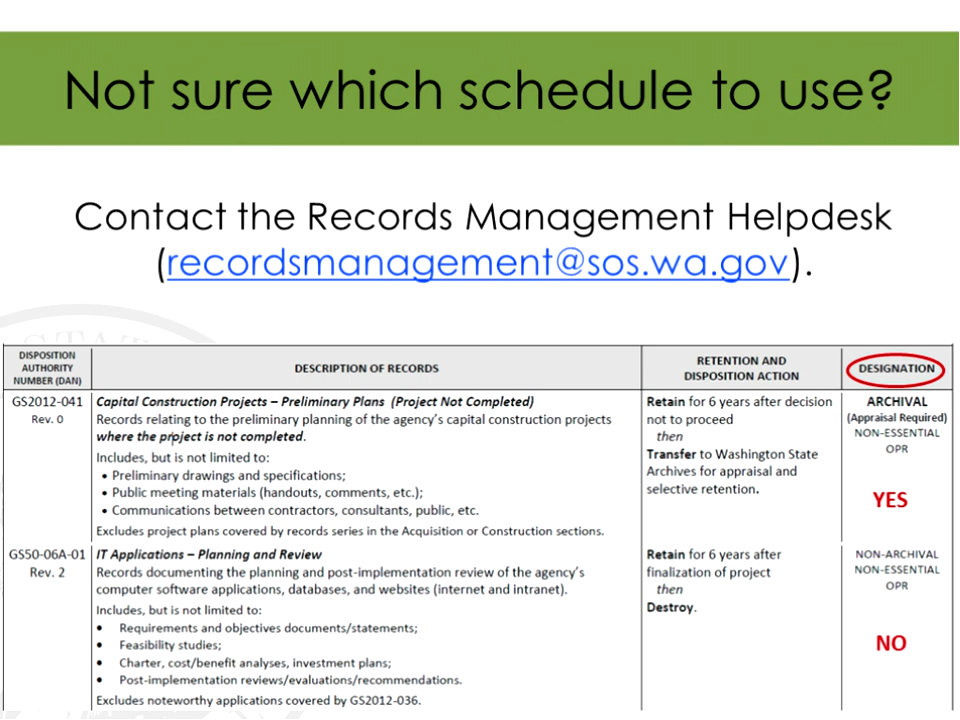 Not sure which schedule to use?
Contact the Records Management Helpdesk
(recordsmanagement@sos.wa.gov).
STAT
DISPOSITION
AUTHORITY
NUMBER (DAN)
DESCRIPTION OF RECORDS
RETENTION AND
DISPOSITION ACTION
DESIGNATION
GS2012-041
Rev. 0
Capital Construction Projects – Preliminary Plans (Project Not Completed)
Records relating to the preliminary planning of the agency's capital construction projects
where the project is not completed.
Includes, but is not limited to:
• Preliminary drawings and specifications;
• Public meeting materials (handouts, comments, etc.);
• Communications between contractors, consultants, public, etc.
Excludes project plans covered by records series in the Acquisition or Construction sections.
Retain for 6 years after decision
not to proceed
then
Transfer to Washington State
Archives for appraisal and
selective retention.
ARCHIVAL
(Appraisal Required)
NON-ESSENTIAL
OPR
YES
GS50-06A-01
Rev. 2
IT Applications – Planning and Review
Records documenting the planning and post-implementation review of the agency's
computer software applications, databases, and websites (internet and intranet).
Includes, but is not limited to:
• Requirements and objectives documents/statements;
• Feasibility studies;
• Charter, cost/benefit analyses, investment plans;
• Post-implementation reviews/evaluations/recommendations.
Excludes noteworthy applications covered by GS2012-036.
Retain for 6 years after
finalization of project
then
Destroy.
NON-ARCHIVAL
NON-ESSENTIAL
OPR
NO